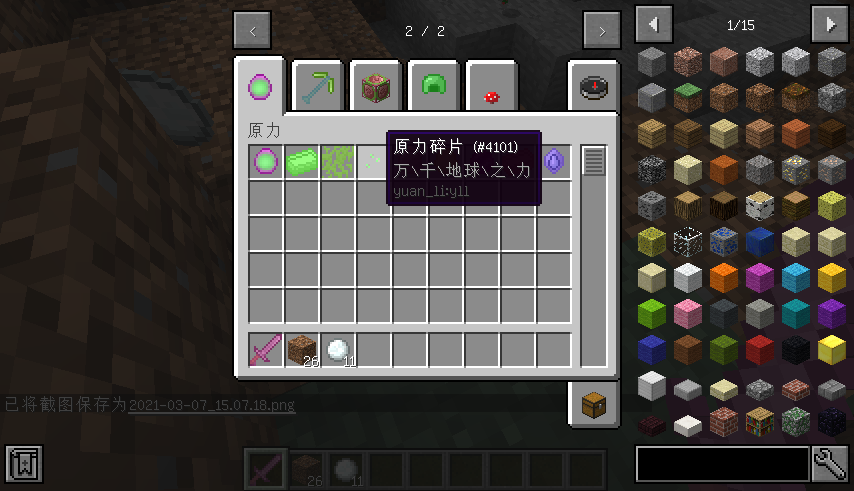 2 / 2
1/15
原力
原力碎片 (#4101)
万\千\地球\之\力
yuan_li:yll
26
11
已将截图保存为2021-03-07_15.07.18.png
26
11